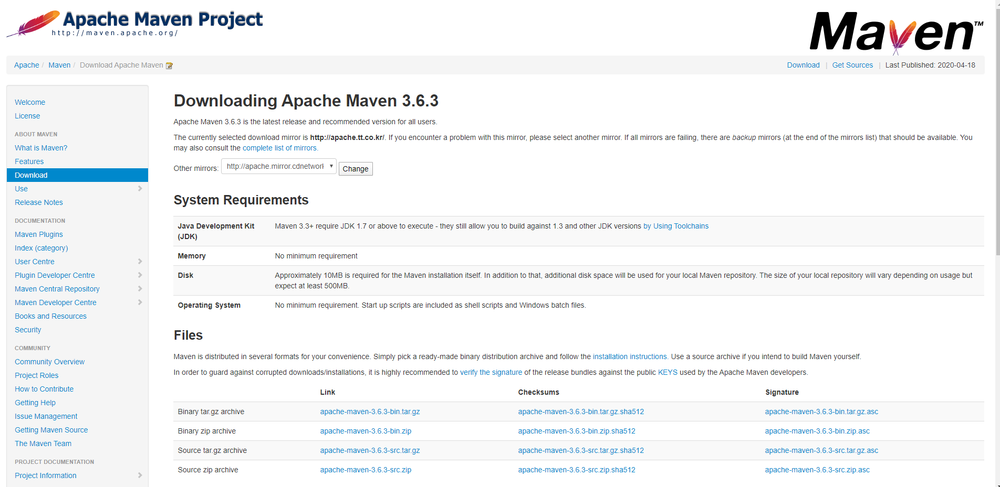 Apache Maven Project
http://maven.apache.org/
Maven™
Apache / Maven / Download Apache Maven
Download | Get Sources | Last Published: 2020-04-18
Welcome
License
ABOUT MAVEN
What is Maven?
Features
Download
Use
Release Notes
DOCUMENTATION
Maven Plugins
Index (category)
User Centre
Plugin Developer Centre
Maven Central Repository
Maven Developer Centre
Books and Resources
Security
COMMUNITY
Community Overview
Project Roles
How to Contribute
Getting Help
Issue Management
Getting Maven Source
The Maven Team
PROJECT DOCUMENTATION
Project Information
Downloading Apache Maven 3.6.3
Apache Maven 3.6.3 is the latest release and recommended version for all users.
The currently selected download mirror is http://apache.tt.co.kr/. If you encounter a problem with this mirror, please select another mirror. If all mirrors are failing, there are backup mirrors (at the end of the mirrors list) that should be available. You
may also consult the complete list of mirrors.
Other mirrors: http://apache.mirror.cdnetwork Change
System Requirements
Java Development Kit Maven 3.3+ require JDK 1.7 or above to execute - they still allow you to build against 1.3 and other JDK versions by Using Toolchains
(JDK)
Memory No minimum requirement
Disk Approximately 10MB is required for the Maven installation itself. In addition to that, additional disk space will be used for your local Maven repository. The size of your local repository will vary depending on usage but
expect at least 500MB.
Operating System No minimum requirement. Start up scripts are included as shell scripts and Windows batch files.
Files
Maven is distributed in several formats for your convenience. Simply pick a ready-made binary distribution archive and follow the installation instructions. Use a source archive if you intend to build Maven yourself.
In order to guard against corrupted downloads/installations, it is highly recommended to verify the signature of the release bundles against the public KEYS used by the Apache Maven developers.
Link Checksums Signature
Binary tar.gz archive apache-maven-3.6.3-bin.tar.gz apache-maven-3.6.3-bin.tar.gz.sha512 apache-maven-3.6.3-bin.tar.gz.asc
Binary zip archive apache-maven-3.6.3-bin.zip apache-maven-3.6.3-bin.zip.sha512 apache-maven-3.6.3-bin.zip.asc
Source tar.gz archive apache-maven-3.6.3-src.tar.gz apache-maven-3.6.3-src.tar.gz.sha512 apache-maven-3.6.3-src.tar.gz.asc
Source zip archive apache-maven-3.6.3-src.zip apache-maven-3.6.3-src.zip.sha512 apache-maven-3.6.3-src.zip.asc